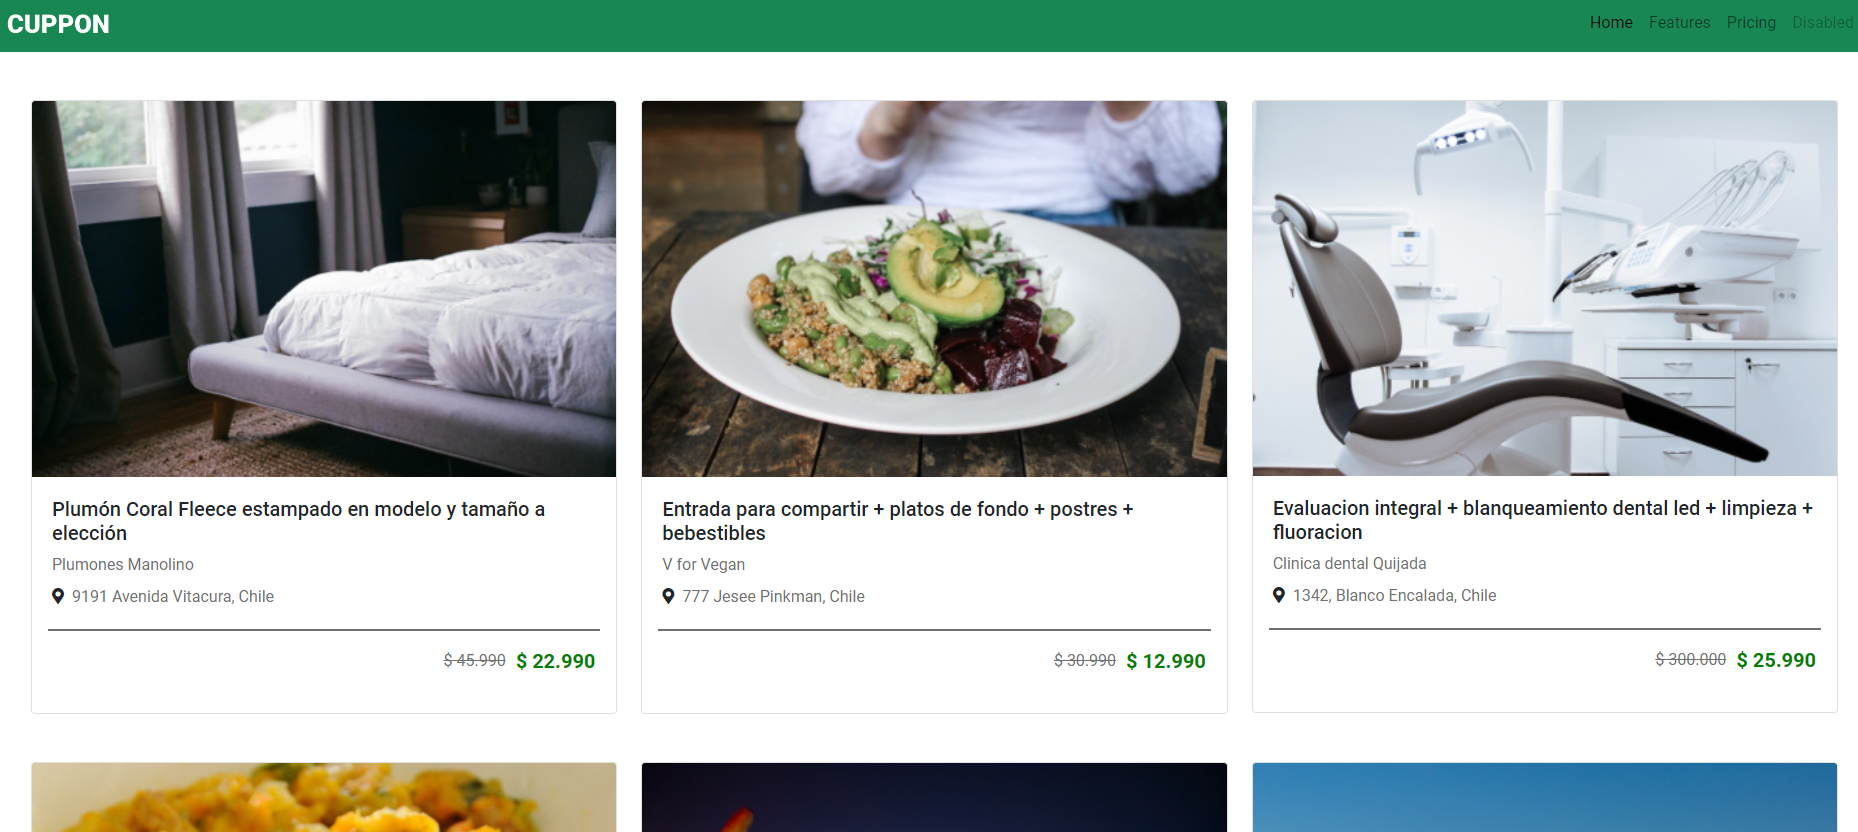 CUPPON
Home Features Pricing Disabled
Plumón Coral Fleece estampado en modelo y tamaño a
elección
Plumones Manolino
9191 Avenida Vitacura, Chile
$ 45.990 $ 22.990
Entrada para compartir + platos de fondo + postres +
bebestibles
V for Vegan
777 Jesee Pinkman, Chile
$ 30.990 $ 12.990
Evaluacion integral + blanqueamiento dental led + limpieza +
fluoracion
Clinica dental Quijada
1342, Blanco Encalada, Chile
$ 300.000 $ 25.990